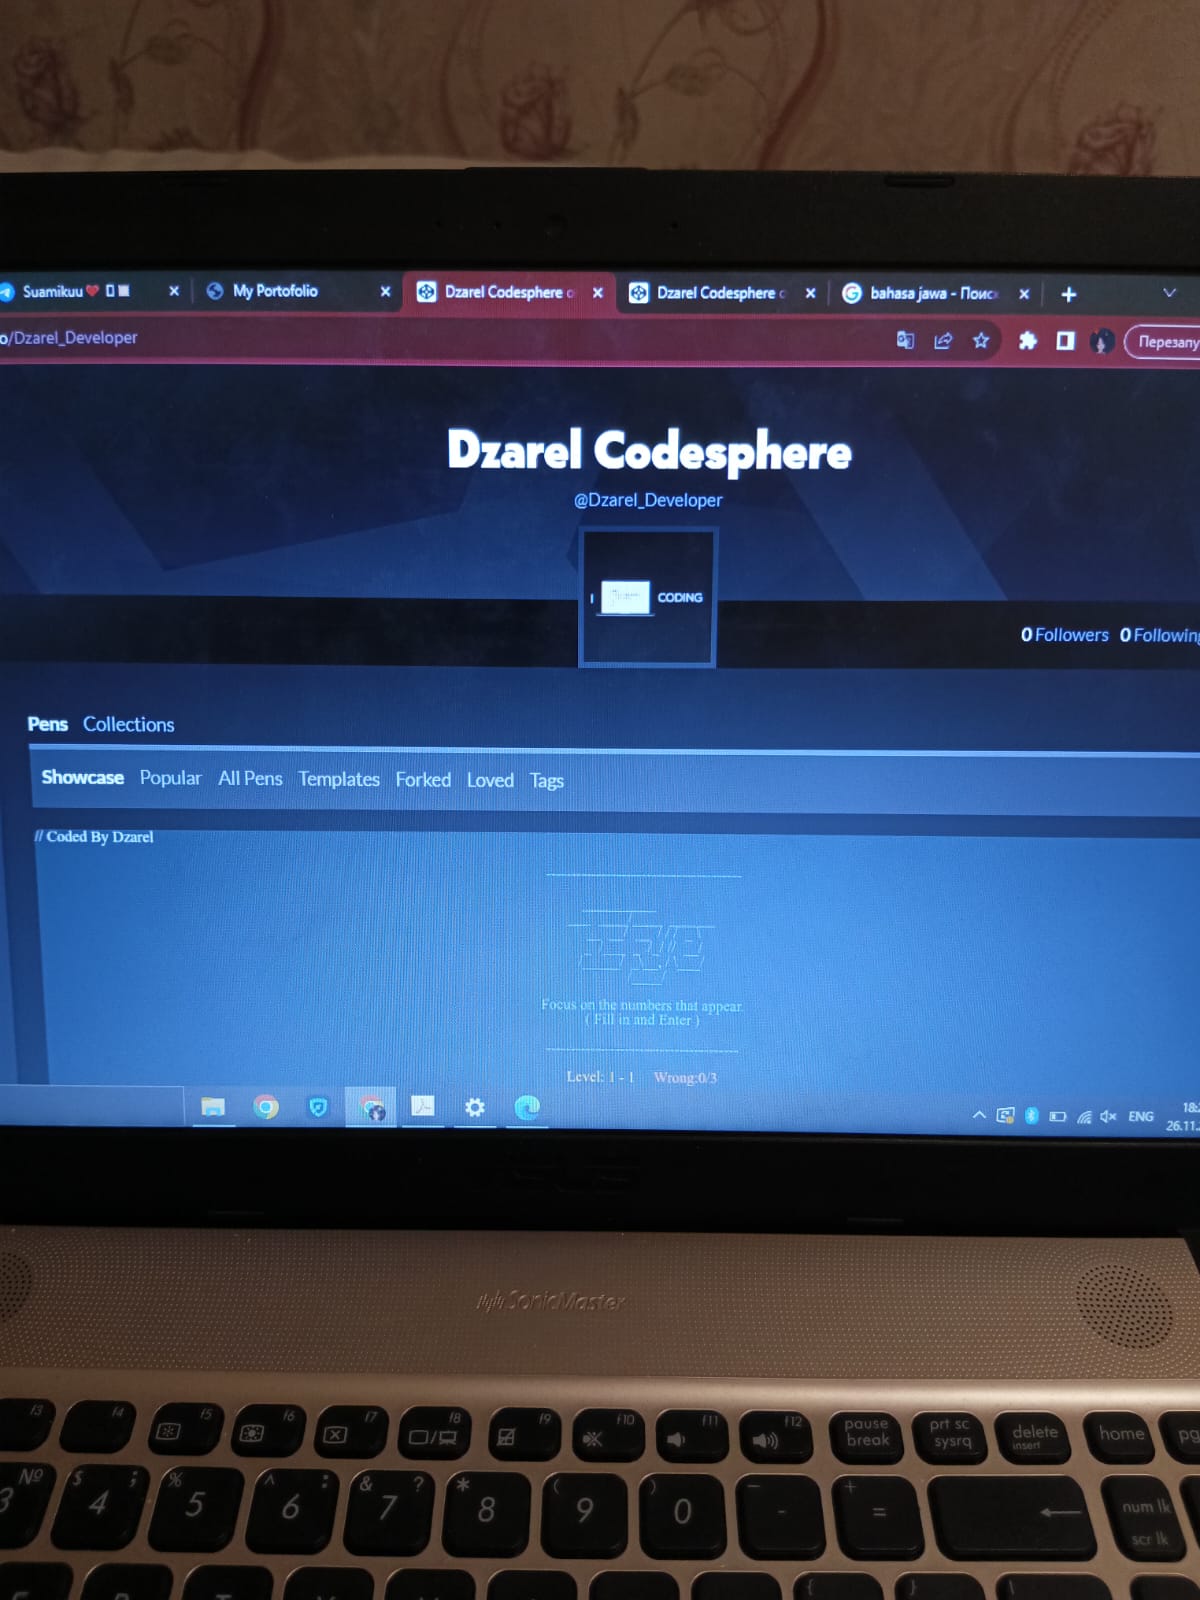 Suamikuu❤️
My Portofolio
Dzarel Codesphere
Dzarel Codesphere
bahasa jawa - Поиск
o/Dzarel_Developer
Перезапу
Dzarel Codesphere
@Dzarel_Developer
I CODING
0 Followers 0 Following
Pens Collections
Showcase Popular All Pens Templates Forked Loved Tags
// Coded By Dzarel
Focus on the numbers that appear.
( Fill in and Enter )
Level: 1 - 1 Wrong:0/3
ENG
18:
26.11.
SonicMaster
f3 f4 f5 f6 f7 f8 f9 f10 f11 f12 pause break prt sc sysrq delete insert home pg
3 № $ 4 ; % 5 ^ 6 : & 7 ? * 8 ( 9 ) 0 — - + = num lk scr lk